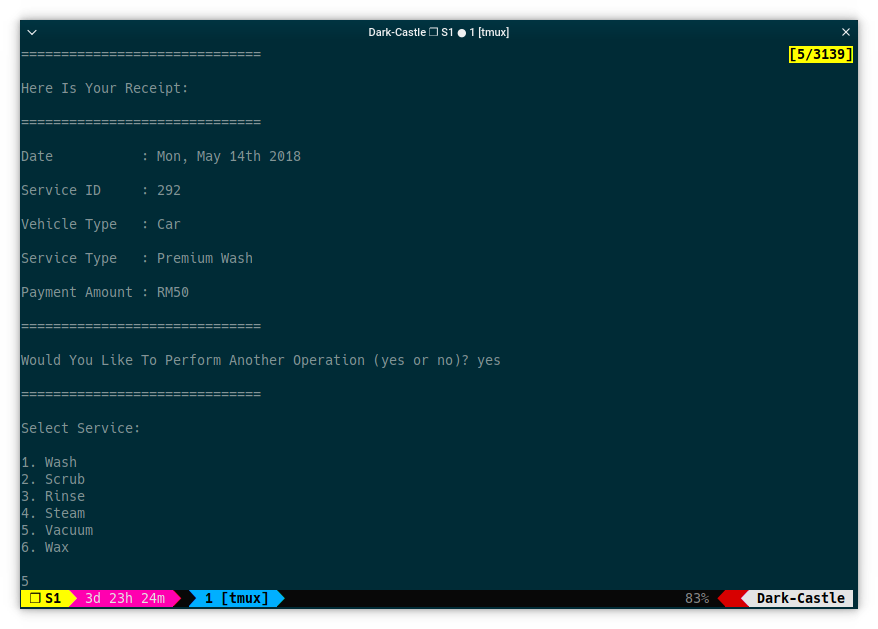 Dark-Castle ❐ S1 ● 1 [tmux]
============================== [5/3139]
Here Is Your Receipt:
==============================
Date           : Mon, May 14th 2018
Service ID     : 292
Vehicle Type   : Car
Service Type   : Premium Wash
Payment Amount : RM50
==============================
Would You Like To Perform Another Operation (yes or no)? yes
==============================
Select Service:
1. Wash
2. Scrub
3. Rinse
4. Steam
5. Vacuum
6. Wax
5
❐ S1 3d 23h 24m 1 [tmux] 83% Dark-Castle